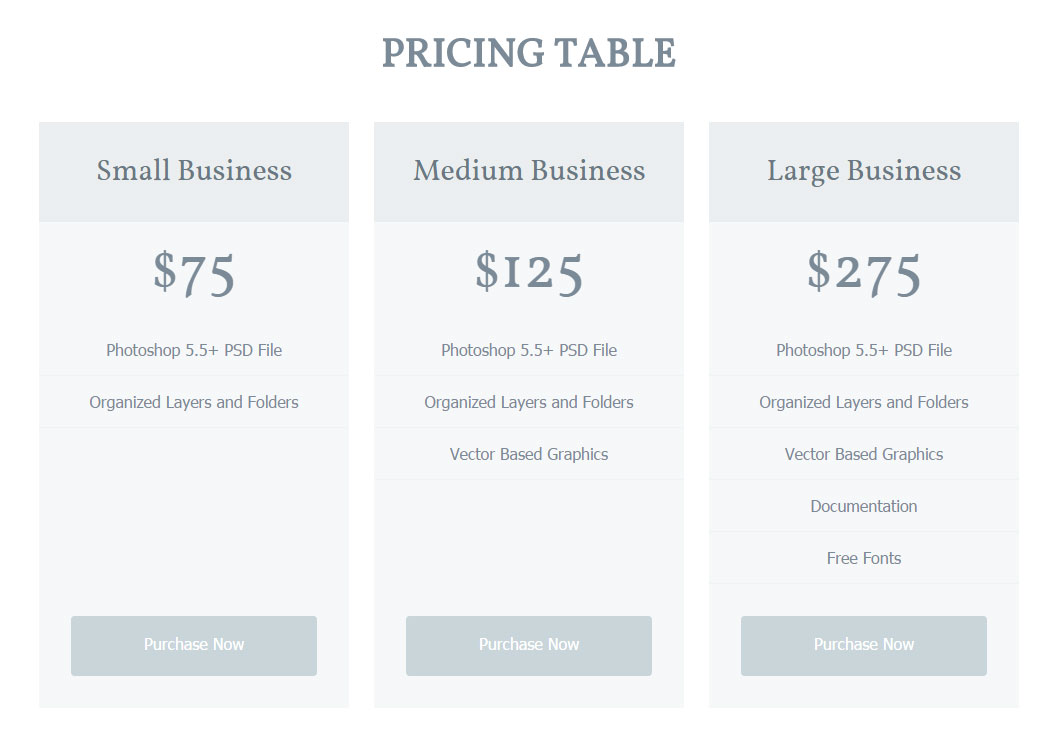 PRICING TABLE
Small Business
$75
Photoshop 5.5+ PSD File
Organized Layers and Folders
Purchase Now
Medium Business
$125
Photoshop 5.5+ PSD File
Organized Layers and Folders
Vector Based Graphics
Purchase Now
Large Business
$275
Photoshop 5.5+ PSD File
Organized Layers and Folders
Vector Based Graphics
Documentation
Free Fonts
Purchase Now